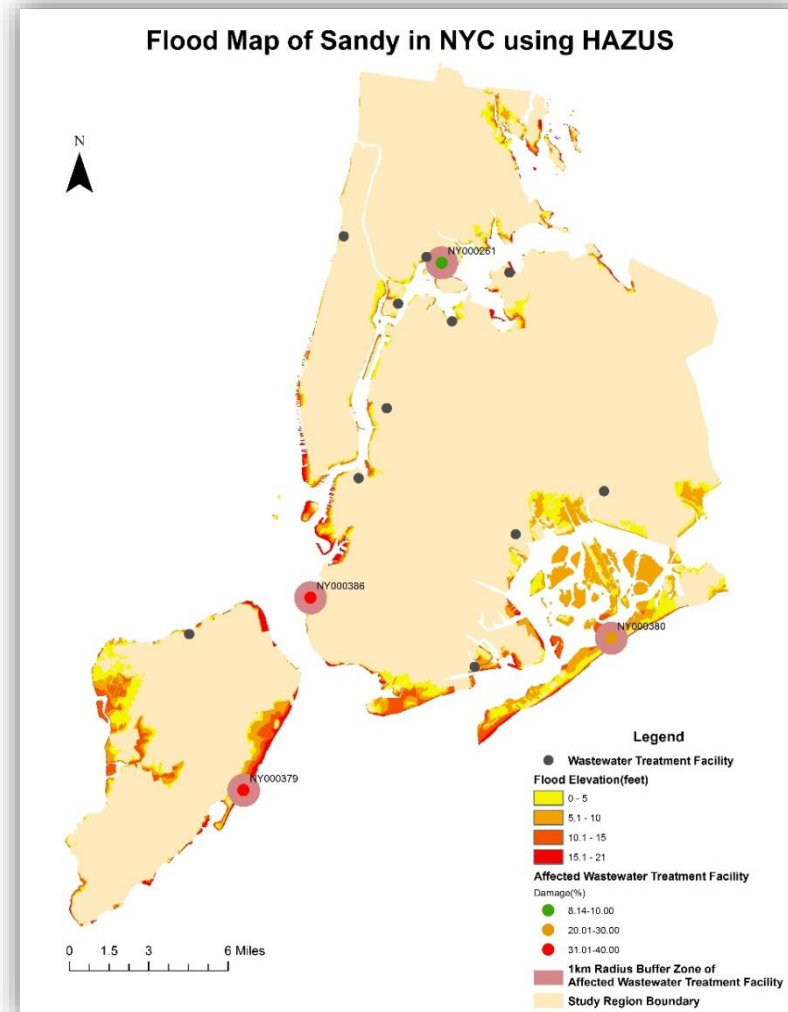 Flood Map of Sandy in NYC using HAZUS
N
NY000261
NY000386
NY000380
NY000379
0 1.5 3 6 Miles
Legend
Wastewater Treatment Facility
Flood Elevation(feet)
0 - 5
5.1 - 10
10.1 - 15
15.1 - 21
Affected Wastewater Treatment Facility
Damage(%)
8.14-10.00
20.01-30.00
31.01-40.00
1km Radius Buffer Zone of
Affected Wastewater Treatment Facility
Study Region Boundary